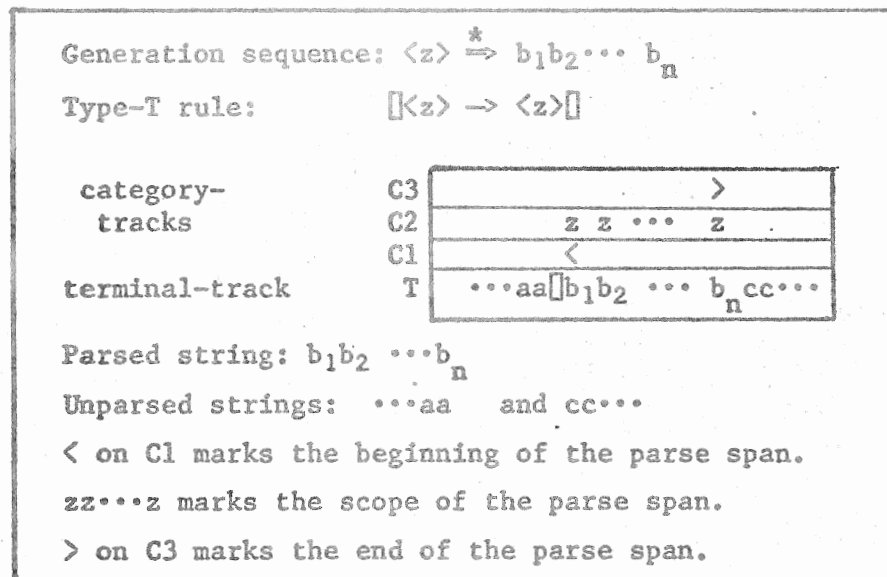 Generation sequence: <z> *⇒ b₁b₂••• bₙ
Type-T rule: []<z> -> <z>[]
category- C3 >
tracks C2 z z ••• z
C1 <
terminal-track T •••aa[]b₁b₂ ••• bₙcc•••
Parsed string: b₁b₂ •••bₙ
Unparsed strings: •••aa and cc•••
< on C1 marks the beginning of the parse span.
zz•••z marks the scope of the parse span.
> on C3 marks the end of the parse span.